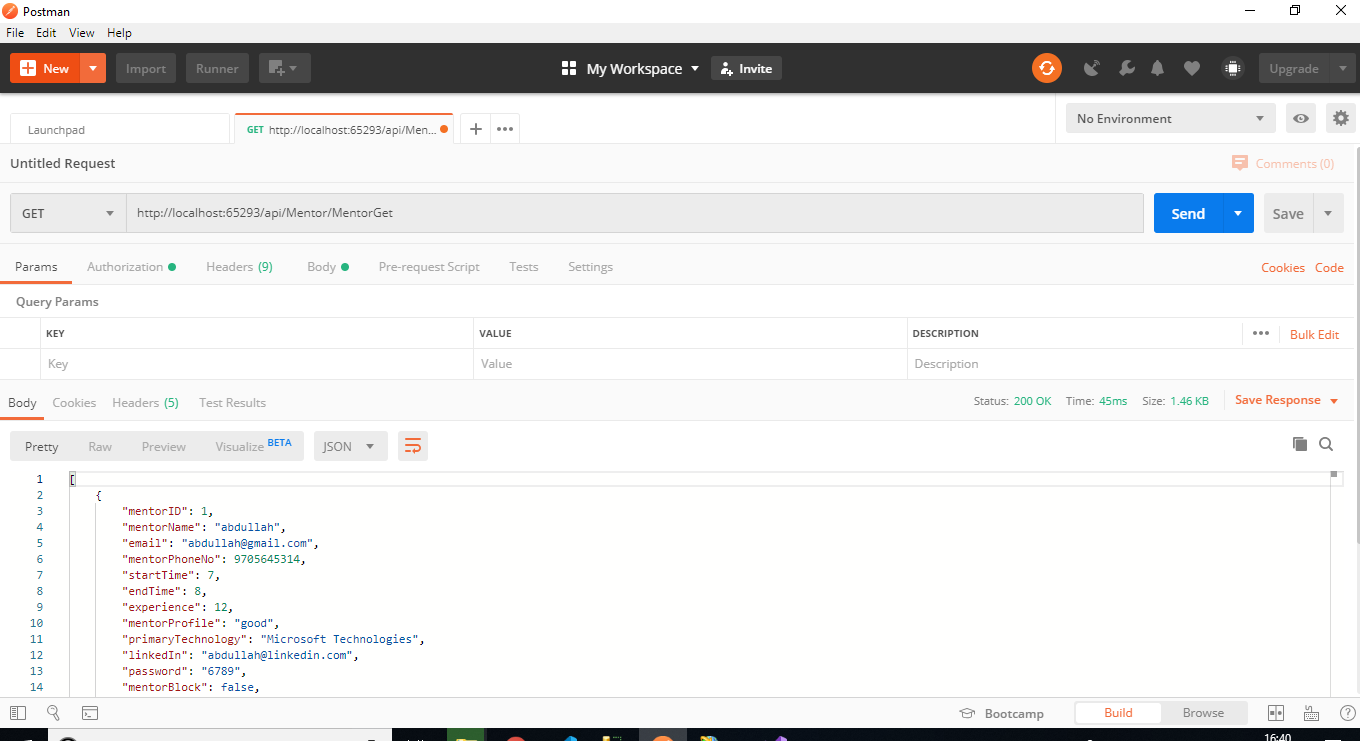 Postman
File Edit View Help
New Import Runner My Workspace Invite Upgrade
Launchpad GET http://localhost:65293/api/Men... No Environment
Untitled Request Comments (0)
GET http://localhost:65293/api/Mentor/MentorGet Send Save
Params Authorization Headers (9) Body Pre-request Script Tests Settings Cookies Code
Query Params
KEY VALUE DESCRIPTION Bulk Edit
Key Value Description
Body Cookies Headers (5) Test Results Status: 200 OK Time: 45ms Size: 1.46 KB Save Response
Pretty Raw Preview Visualize BETA JSON
1 [
2 {
3 "mentorID": 1,
4 "mentorName": "abdullah",
5 "email": "abdullah@gmail.com",
6 "mentorPhoneNo": 9705645314,
7 "startTime": 7,
8 "endTime": 8,
9 "experience": 12,
10 "mentorProfile": "good",
11 "primaryTechnology": "Microsoft Technologies",
12 "linkedIn": "abdullah@linkedin.com",
13 "password": "6789",
14 "mentorBlock": false,
Bootcamp Build Browse
16:40